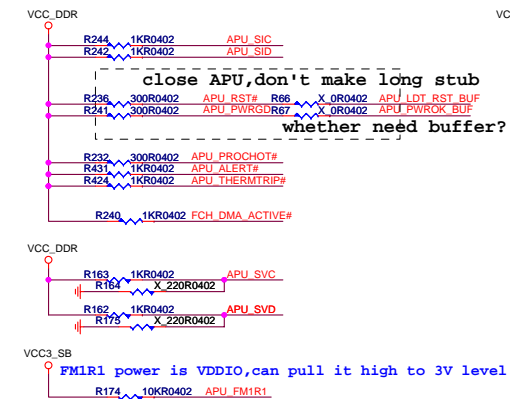 VCC_DDR
VC
R244 1KR0402 APU_SIC
R242 1KR0402 APU_SID
close APU,don't make long stub
R236 300R0402 APU_RST# R66 X_0R0402 APU_LDT_RST_BUF
R241 300R0402 APU_PWRGD R67 X_0R0402 APU_PWROK_BUF
whether need buffer?
R232 300R0402 APU_PROCHOT#
R431 1KR0402 APU_ALERT#
R424 1KR0402 APU_THERMTRIP#
R240 1KR0402 FCH_DMA_ACTIVE#
VCC_DDR
R163 1KR0402 APU_SVC
R164 X_220R0402
R162 1KR0402 APU_SVD
R175 X_220R0402
VCC3_SB
FM1R1 power is VDDIO,can pull it high to 3V level
R174 10KR0402 APU_FM1R1